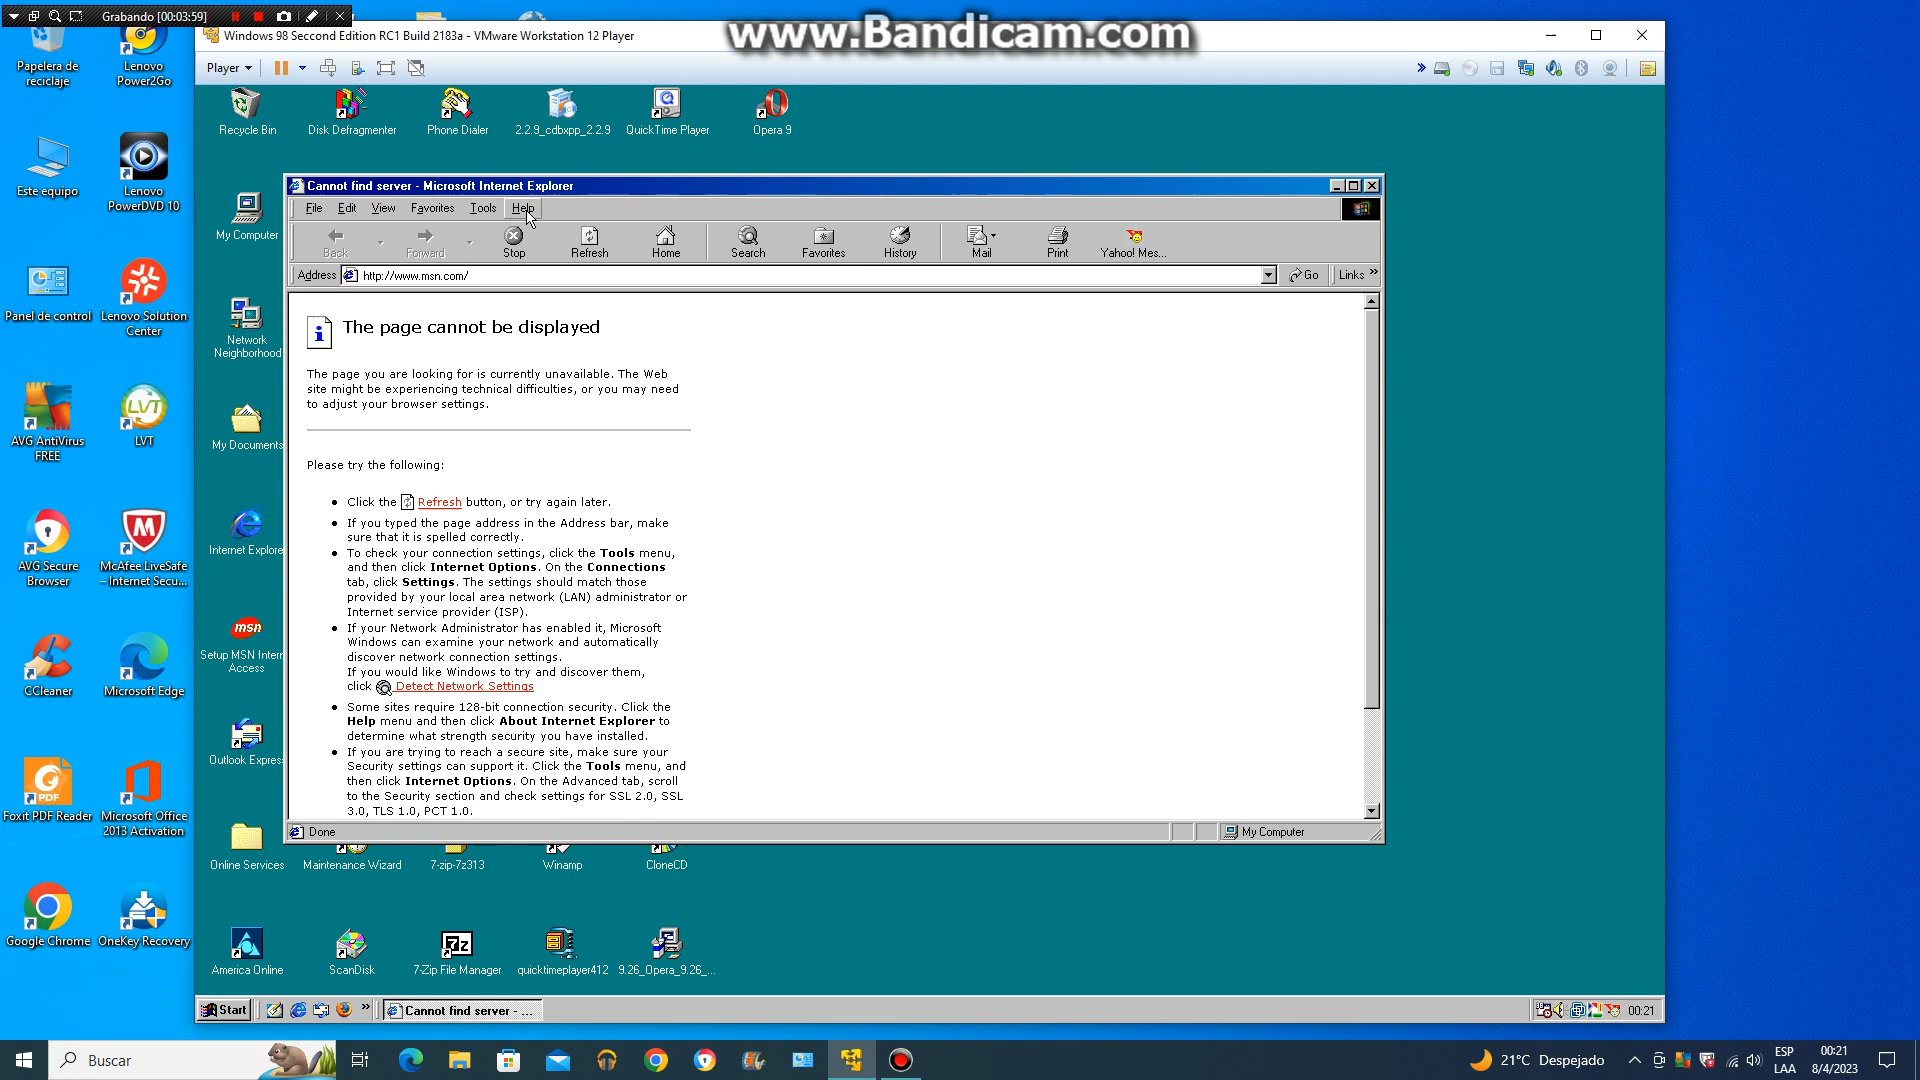 Grabando [00:03:59]
www.Bandicam.com
Windows 98 Seccond Edition RC1 Build 2183a - VMware Workstation 12 Player
Player
Papelera de
reciclaje
Lenovo
Power2Go
Este equipo
Lenovo
PowerDVD 10
Panel de control
Lenovo Solution
Center
AVG AntiVirus
FREE
LVT
AVG Secure
Browser
McAfee LiveSafe
– Internet Secu...
CCleaner
Microsoft Edge
Foxit PDF Reader
Microsoft Office
2013 Activation
Google Chrome
OneKey Recovery
Recycle Bin
Disk Defragmenter
Phone Dialer
2.2.9_cdbxpp_2.2.9
QuickTime Player
Opera 9
My Computer
Network
Neighborhood
My Documents
Internet Explore
msn
Setup MSN Intern
Access
Outlook Expres
Online Services
Maintenance Wizard
7-zip-7z313
Winamp
CloneCD
America Online
ScanDisk
7-Zip File Manager
quicktimeplayer412
9.26_Opera_9.26_...
Cannot find server - Microsoft Internet Explorer
File Edit View Favorites Tools Help
Back Forward Stop Refresh Home Search Favorites History Mail Print Yahoo! Mes...
Address http://www.msn.com/ Go Links »
The page cannot be displayed
The page you are looking for is currently unavailable. The Web
site might be experiencing technical difficulties, or you may need
to adjust your browser settings.
Please try the following:
• Click the Refresh button, or try again later.
• If you typed the page address in the Address bar, make
sure that it is spelled correctly.
• To check your connection settings, click the Tools menu,
and then click Internet Options. On the Connections
tab, click Settings. The settings should match those
provided by your local area network (LAN) administrator or
Internet service provider (ISP).
• If your Network Administrator has enabled it, Microsoft
Windows can examine your network and automatically
discover network connection settings.
If you would like Windows to try and discover them,
click Detect Network Settings
• Some sites require 128-bit connection security. Click the
Help menu and then click About Internet Explorer to
determine what strength security you have installed.
• If you are trying to reach a secure site, make sure your
Security settings can support it. Click the Tools menu, and
then click Internet Options. On the Advanced tab, scroll
to the Security section and check settings for SSL 2.0, SSL
3.0, TLS 1.0, PCT 1.0.
Done
My Computer
Start
Cannot find server - ...
00:21
Buscar
21°C Despejado
ESP
LAA
00:21
8/4/2023